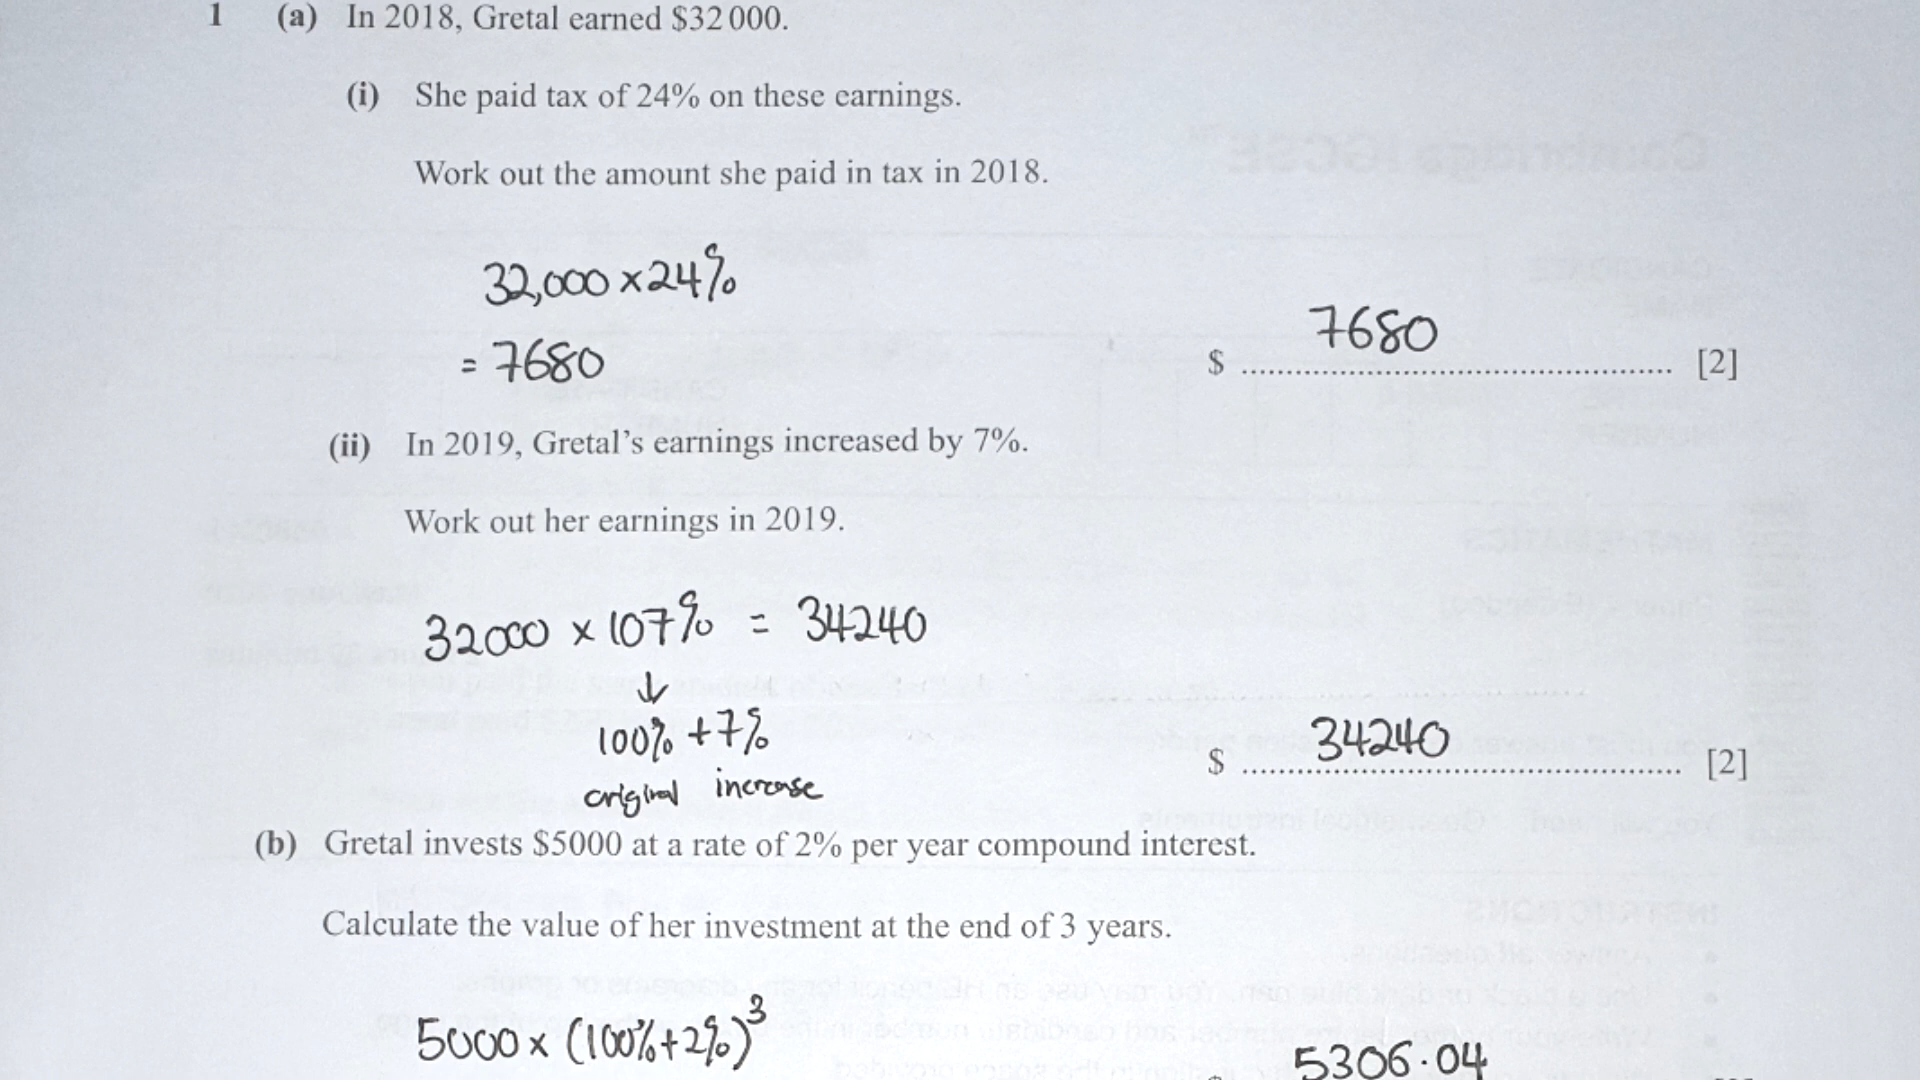 1 (a) In 2018, Gretal earned $32 000.
(i) She paid tax of 24% on these earnings.
Work out the amount she paid in tax in 2018.
32,000 × 24%
= 7680
7680
$ ........................................ [2]
(ii) In 2019, Gretal's earnings increased by 7%.
Work out her earnings in 2019.
32000 × 107% = 34240
↓
100% + 7%
original increase
34240
$ ........................................ [2]
(b) Gretal invests $5000 at a rate of 2% per year compound interest.
Calculate the value of her investment at the end of 3 years.
5000 × (100% + 2%)³
5306.04